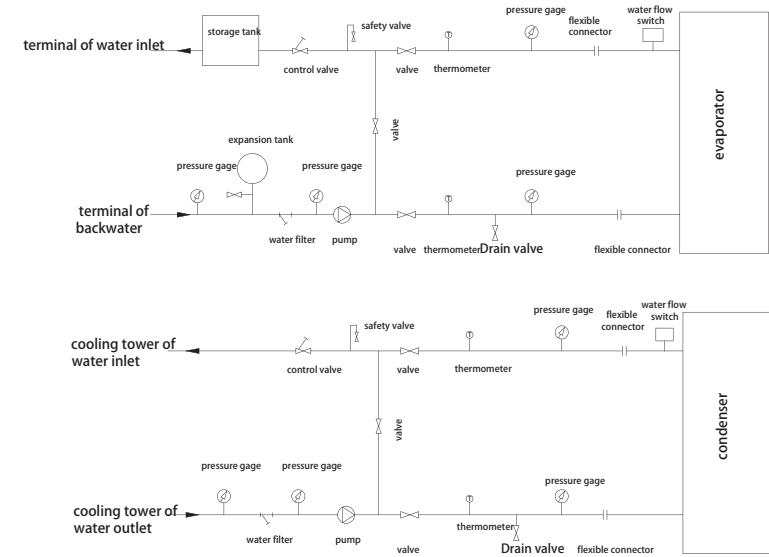 pressure gage
water flow
switch
flexible
connector
safety valve
storage tank
terminal of water inlet
control valve
valve
thermometer
valve
evaporator
expansion tank
pressure gage
pressure gage
pressure gage
terminal of
backwater
water filter
pump
valve
thermometer
Drain valve
flexible connector
water flow
switch
pressure gage
flexible
connector
safety valve
cooling tower of
water inlet
control valve
valve
thermometer
valve
condenser
pressure gage
pressure gage
pressure gage
cooling tower of
water outlet
water filter
pump
valve
thermometer
Drain valve
flexible connector